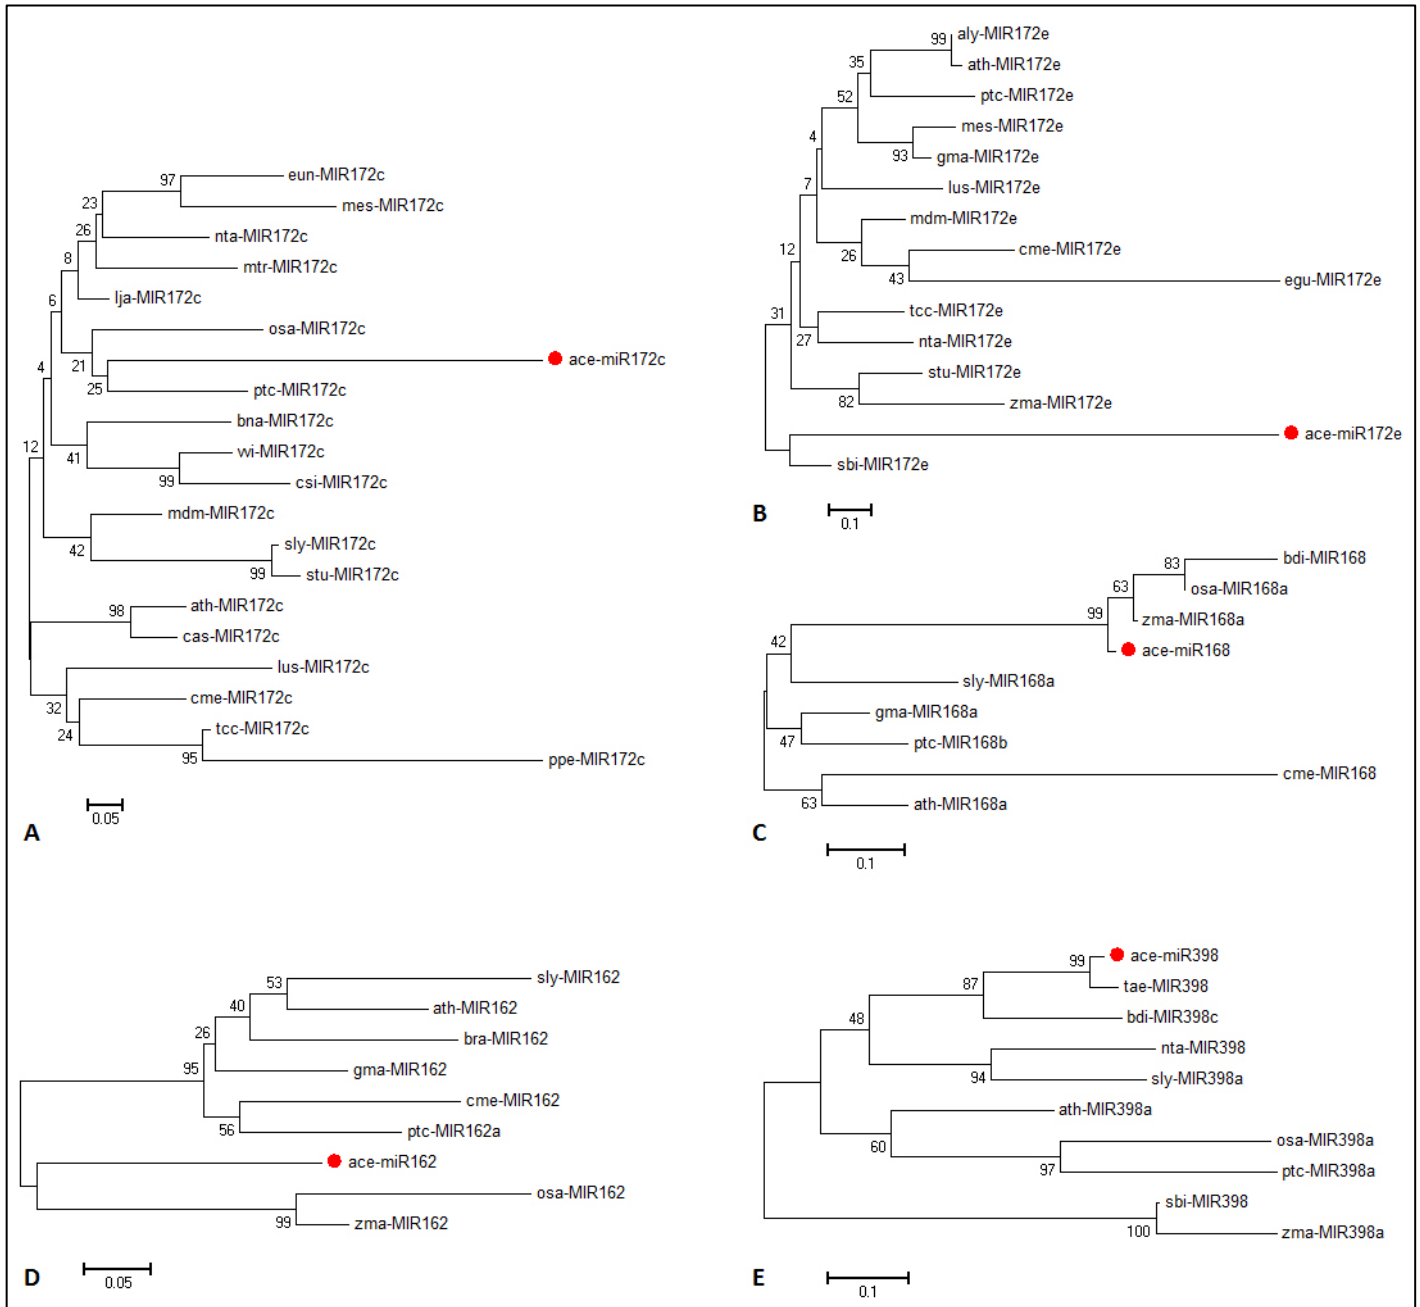 97
eun-MIR172c
23
mes-MIR172c
26
nta-MIR172c
8
mtr-MIR172c
6
lja-MIR172c
osa-MIR172c
21
ace-miR172c
4
25
ptc-MIR172c
bna-MIR172c
12
41
vvi-MIR172c
99
csi-MIR172c
mdm-MIR172c
42
sly-MIR172c
99
stu-MIR172c
98
ath-MIR172c
cas-MIR172c
lus-MIR172c
32
cme-MIR172c
24
tcc-MIR172c
95
ppe-MIR172c
0.05
A
99
aly-MIR172e
35
ath-MIR172e
52
ptc-MIR172e
4
mes-MIR172e
93
gma-MIR172e
7
lus-MIR172e
mdm-MIR172e
12
26
cme-MIR172e
43
egu-MIR172e
31
tcc-MIR172e
27
nta-MIR172e
stu-MIR172e
82
zma-MIR172e
ace-miR172e
sbi-MIR172e
B
0.1
83
bdi-MIR168
63
osa-MIR168a
99
zma-MIR168a
42
ace-miR168
sly-MIR168a
gma-MIR168a
47
ptc-MIR168b
cme-MIR168
63
ath-MIR168a
C
0.1
53
sly-MIR162
40
ath-MIR162
26
bra-MIR162
95
gma-MIR162
cme-MIR162
56
ptc-MIR162a
ace-miR162
osa-MIR162
99
zma-MIR162
D
0.05
99
ace-miR398
87
tae-MIR398
48
bdi-MIR398c
nta-MIR398
94
sly-MIR398a
ath-MIR398a
60
osa-MIR398a
97
ptc-MIR398a
sbi-MIR398
100
zma-MIR398a
E
0.1